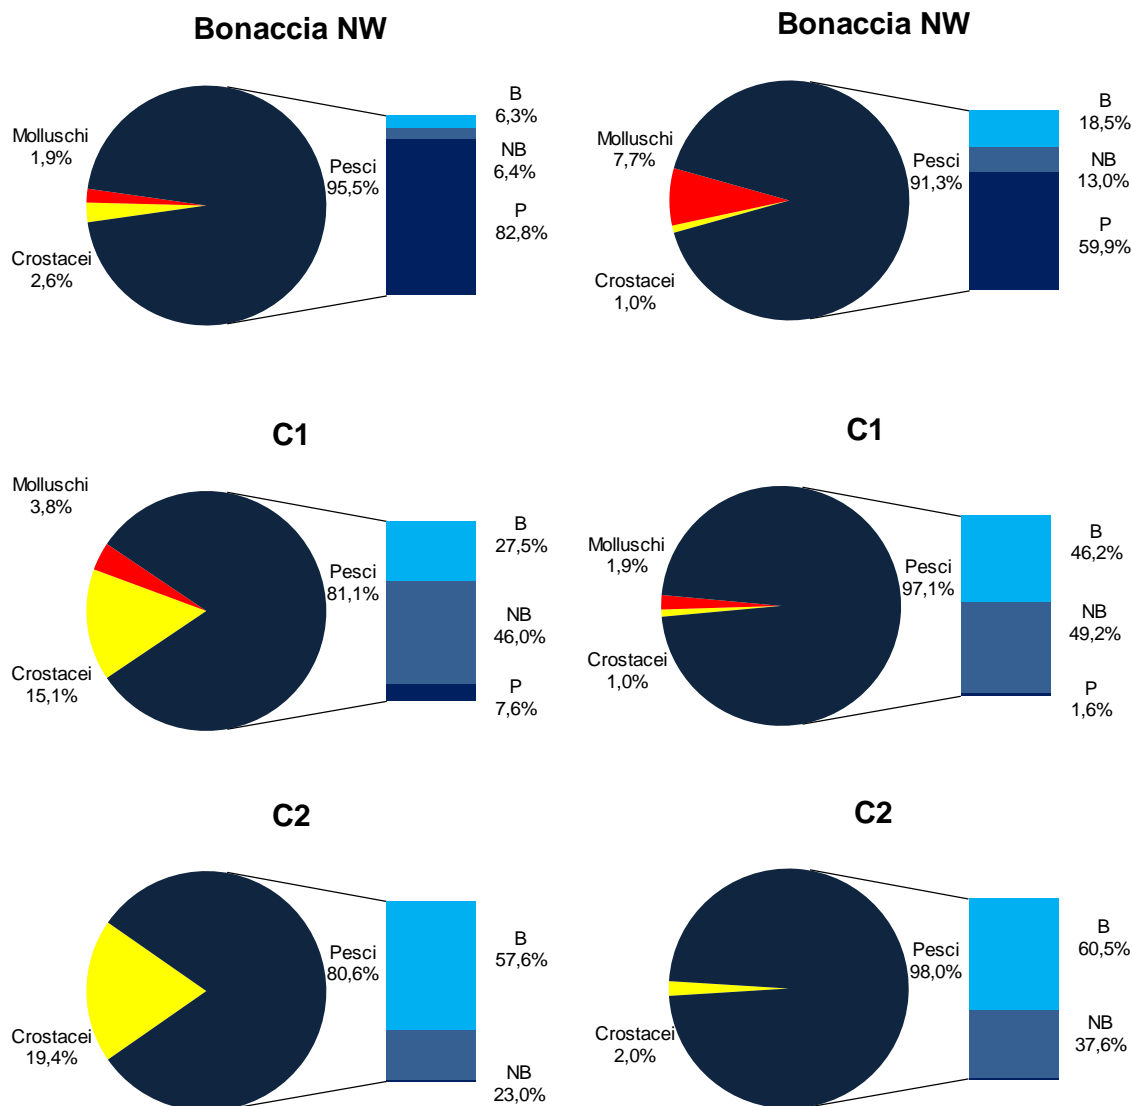 Bonaccia NW
Molluschi
1,9%
Crostacei
2,6%
Pesci
95,5%
B
6,3%
NB
6,4%
P
82,8%
Bonaccia NW
Molluschi
7,7%
Crostacei
1,0%
Pesci
91,3%
B
18,5%
NB
13,0%
P
59,9%
C1
Molluschi
3,8%
Crostacei
15,1%
Pesci
81,1%
B
27,5%
NB
46,0%
P
7,6%
C1
Molluschi
1,9%
Crostacei
1,0%
Pesci
97,1%
B
46,2%
NB
49,2%
P
1,6%
C2
Crostacei
19,4%
Pesci
80,6%
B
57,6%
NB
23,0%
C2
Crostacei
2,0%
Pesci
98,0%
B
60,5%
NB
37,6%